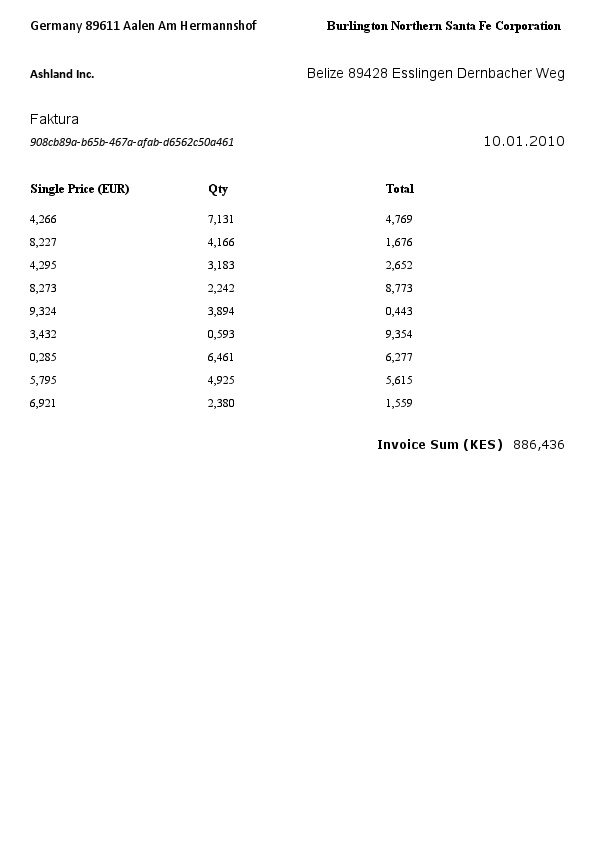 Germany 89611 Aalen Am Hermannshof Burlington Northern Santa Fe Corporation
Ashland Inc. Belize 89428 Esslingen Dernbacher Weg
Faktura
908cb89a-b65b-467a-afab-d6562c50a461 10.01.2010
Single Price (EUR) Qty Total
4,266 7,131 4,769
8,227 4,166 1,676
4,295 3,183 2,652
8,273 2,242 8,773
9,324 3,894 0,443
3,432 0,593 9,354
0,285 6,461 6,277
5,795 4,925 5,615
6,921 2,380 1,559
Invoice Sum (KES) 886,436